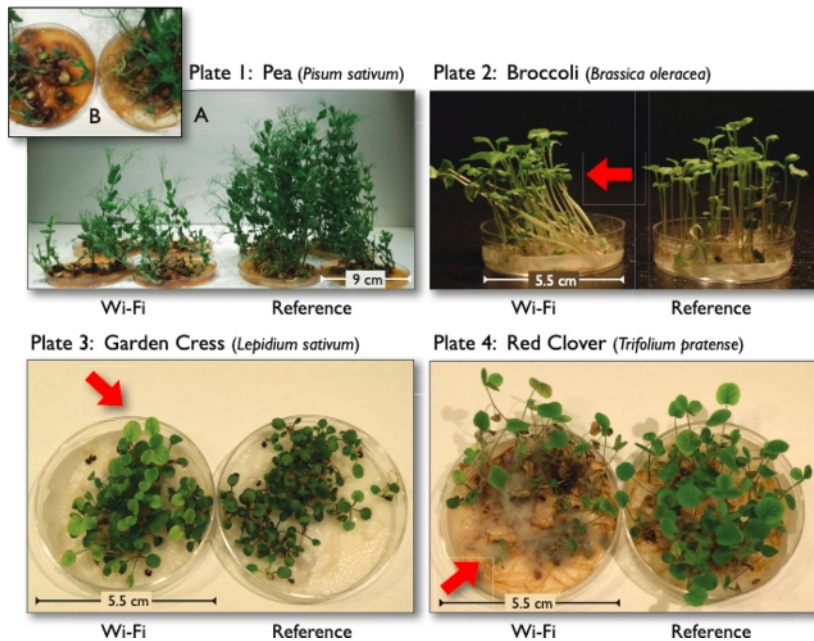 B
A
Plate 1: Pea (Pisum sativum)
9 cm
Wi-Fi Reference
Plate 2: Broccoli (Brassica oleracea)
5.5 cm
Wi-Fi Reference
Plate 3: Garden Cress (Lepidium sativum)
5.5 cm
Wi-Fi Reference
Plate 4: Red Clover (Trifolium pratense)
5.5 cm
Wi-Fi Reference